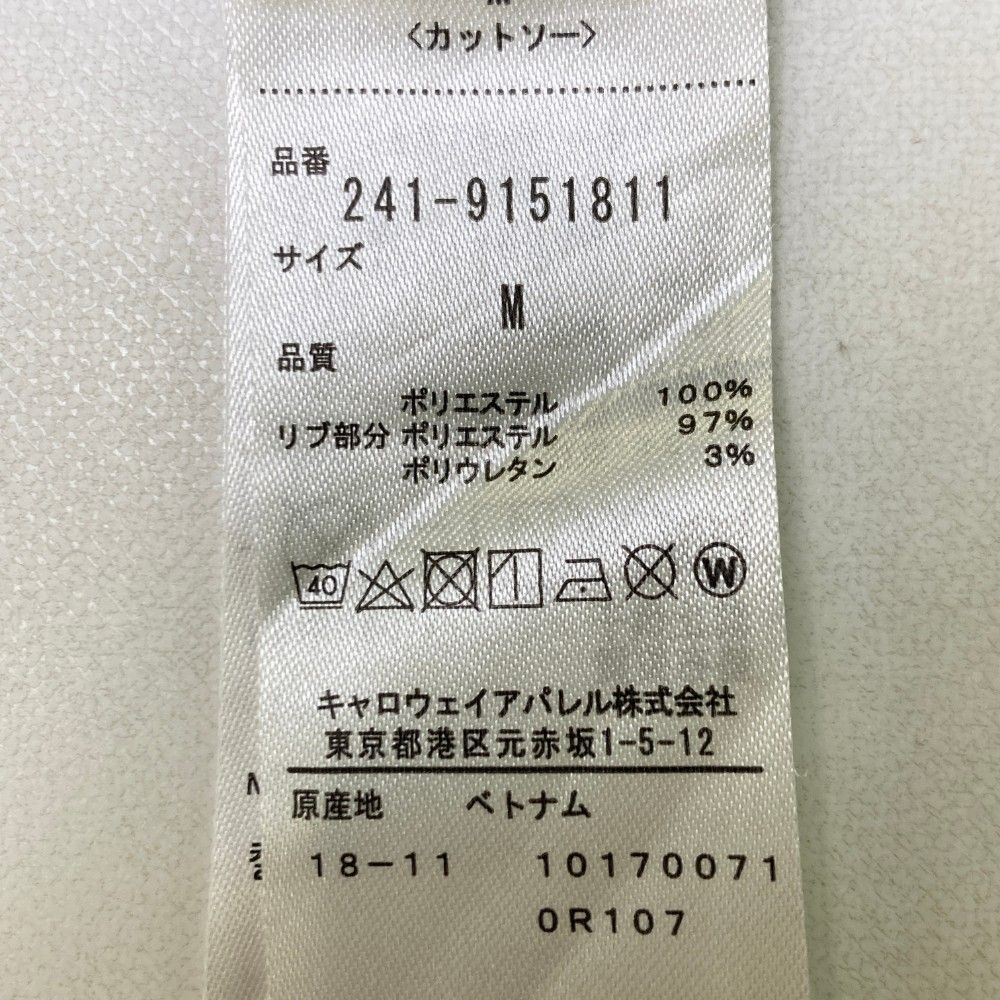 〈カットソー〉
品番
241-9151811
サイズ
M
品質
ポリエステル 100%
リブ部分 ポリエステル 97%
ポリウレタン 3%
40
W
キャロウェイアパレル株式会社
東京都港区元赤坂1-5-12
原産地 ベトナム
18-11 10170071
0R107